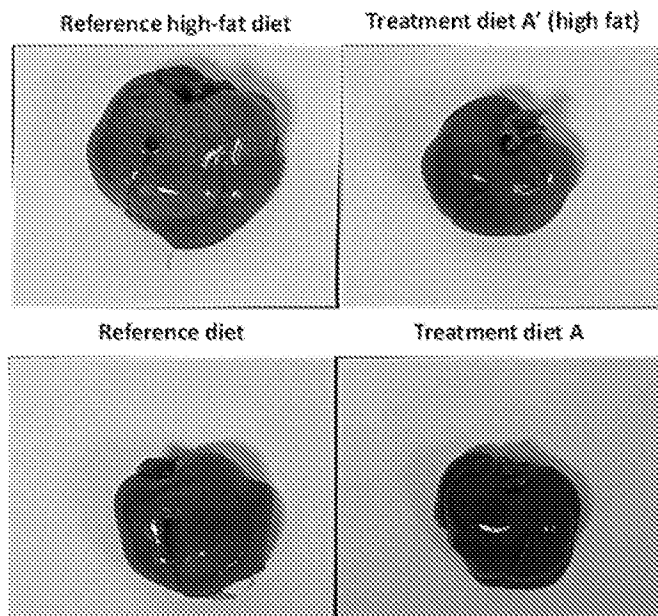 Reference high-fat diet
Treatment diet A' (high fat)
Reference diet
Treatment diet A